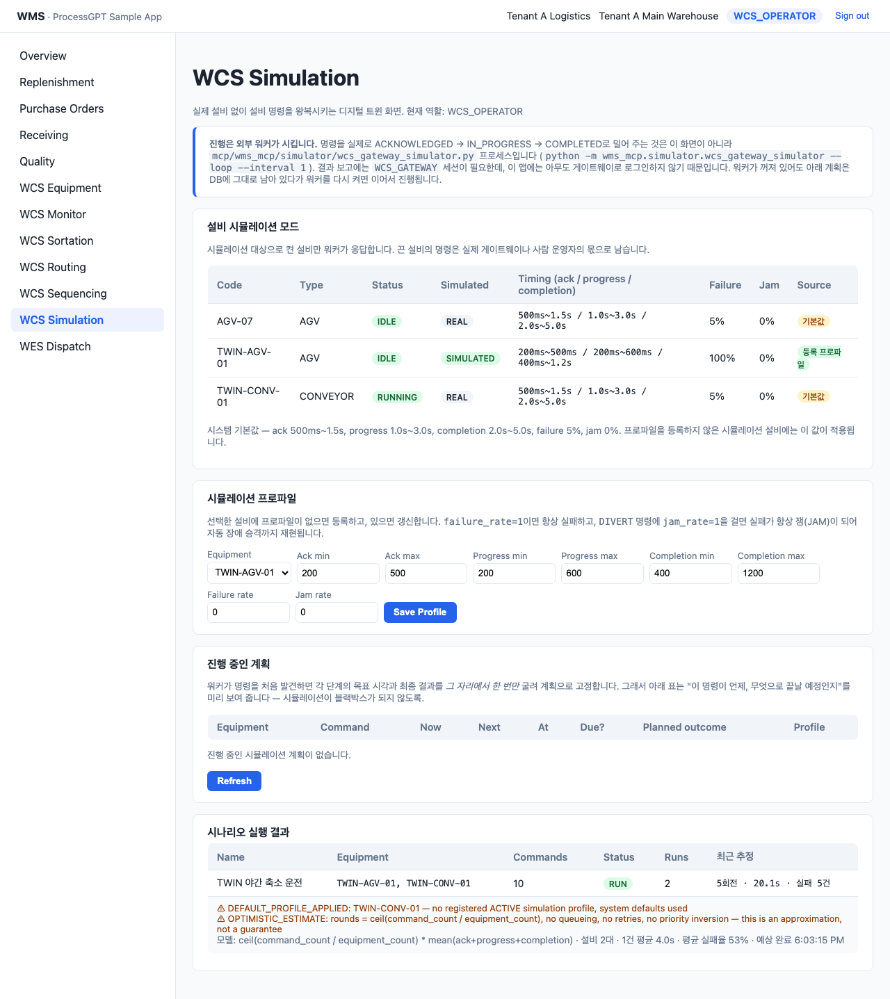 WMS · ProcessGPT Sample App
Tenant A Logistics Tenant A Main Warehouse WCS_OPERATOR Sign out
Overview
Replenishment
Purchase Orders
Receiving
Quality
WCS Equipment
WCS Monitor
WCS Sortation
WCS Routing
WCS Sequencing
WCS Simulation
WES Dispatch
WCS Simulation
실제 설비 없이 설비 명령을 왕복시키는 디지털 트윈 화면. 현재 역할: WCS_OPERATOR
진행은 외부 워커가 시킵니다. 명령을 실제로 ACKNOWLEDGED → IN_PROGRESS → COMPLETED로 밀어 주는 것은 이 화면이 아니라
mcp/wms_mcp/simulator/wcs_gateway_simulator.py 프로세스입니다 ( python -m wms_mcp.simulator.wcs_gateway_simulator --
loop --interval 1 ). 결과 보고에는 WCS_GATEWAY 세션이 필요한데, 이 앱에는 아무도 게이트웨이로 로그인하지 않기 때문입니다. 워커가 꺼져 있어도 아래 계획은
DB에 그대로 남아 있다가 워커를 다시 켜면 이어서 진행됩니다.
설비 시뮬레이션 모드
시뮬레이션 대상으로 켠 설비만 워커가 응답합니다. 끈 설비의 명령은 실제 게이트웨이나 사람 운영자의 몫으로 남습니다.
Code Type Status Simulated Timing (ack / progress /
completion) Failure Jam Source
AGV-07 AGV IDLE REAL 500ms~1.5s / 1.0s~3.0s /
2.0s~5.0s 5% 0% 기본값
TWIN-AGV-
01 AGV IDLE SIMULATED 200ms~500ms / 200ms~600ms /
400ms~1.2s 100% 0% 등록 프로파
일
TWIN-CONV-
01 CONVEYOR RUNNING REAL 500ms~1.5s / 1.0s~3.0s /
2.0s~5.0s 5% 0% 기본값
시스템 기본값 — ack 500ms~1.5s, progress 1.0s~3.0s, completion 2.0s~5.0s, failure 5%, jam 0%. 프로파일을 등록하지 않은 시뮬레이션 설비에는 이 값이 적용됩
니다.
시뮬레이션 프로파일
선택한 설비에 프로파일이 없으면 등록하고, 있으면 갱신합니다. failure_rate=1이면 항상 실패하고, DIVERT 명령에 jam_rate=1을 걸면 실패가 항상 잼(JAM)이 되어
자동 장애 승격까지 재현됩니다.
Equipment Ack min Ack max Progress min Progress max Completion min Completion max
TWIN-AGV-01 200 500 200 600 400 1200
Failure rate Jam rate
0 0 Save Profile
진행 중인 계획
워커가 명령을 처음 발견하면 각 단계의 목표 시각과 최종 결과를 그 자리에서 한 번만 굴려 계획으로 고정합니다. 그래서 아래 표는 "이 명령이 언제, 무엇으로 끝날 예정인지"를
미리 보여 줍니다 — 시뮬레이션이 블랙박스가 되지 않도록.
Equipment Command Now Next At Due? Planned outcome Profile
진행 중인 시뮬레이션 계획이 없습니다.
Refresh
시나리오 실행 결과
Name Equipment Commands Status Runs 최근 추정
TWIN 야간 축소 운전 TWIN-AGV-01, TWIN-CONV-01 10 RUN 2 5회전 · 20.1s · 실패 5건
⚠ DEFAULT_PROFILE_APPLIED: TWIN-CONV-01 — no registered ACTIVE simulation profile, system defaults used
⚠ OPTIMISTIC_ESTIMATE: rounds = ceil(command_count / equipment_count), no queueing, no retries, no priority inversion — this is an approximation,
not a guarantee
모델: ceil(command_count / equipment_count) * mean(ack+progress+completion) · 설비 2대 · 1건 평균 4.0s · 평균 실패율 53% · 예상 완료 6:03:15 PM